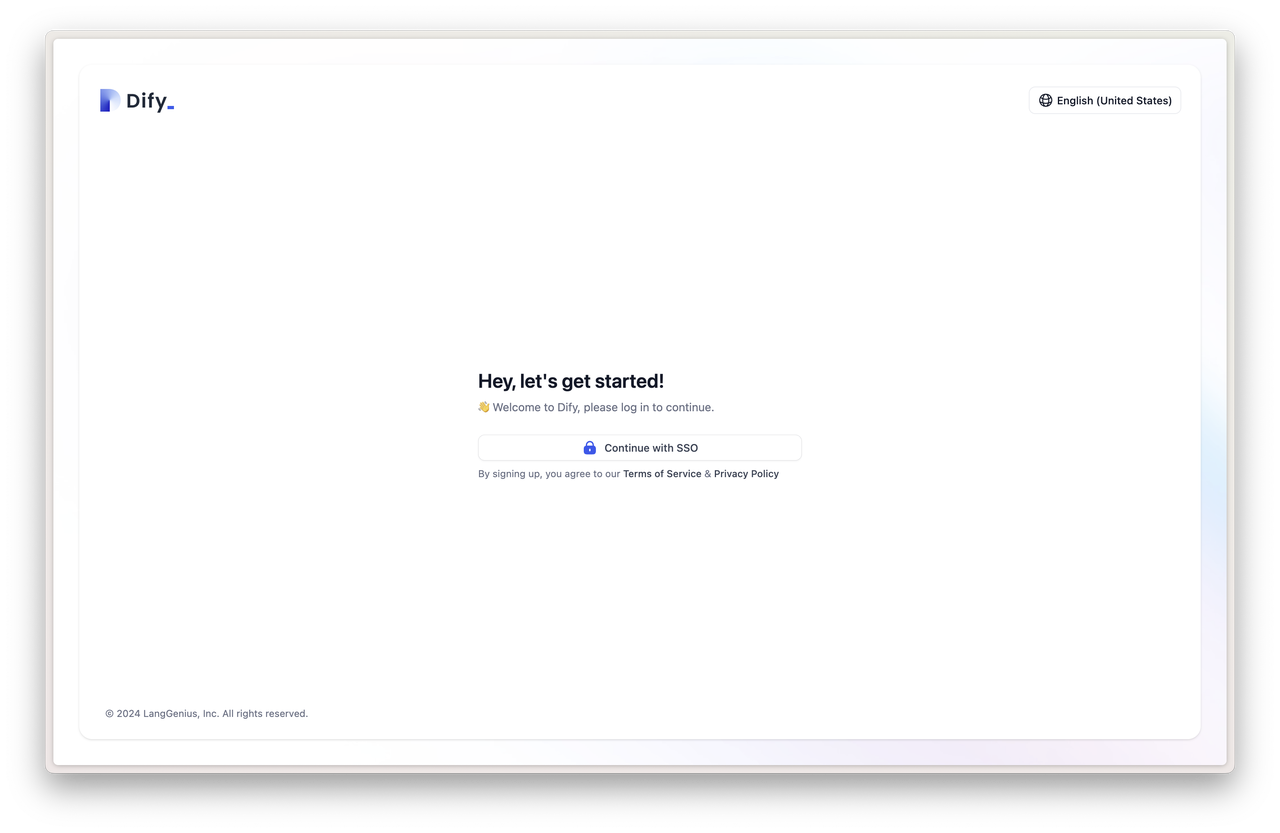 Dify_
English (United States)
Hey, let's get started!
👋 Welcome to Dify, please log in to continue.
Continue with SSO
By signing up, you agree to our Terms of Service & Privacy Policy
© 2024 LangGenius, Inc. All rights reserved.